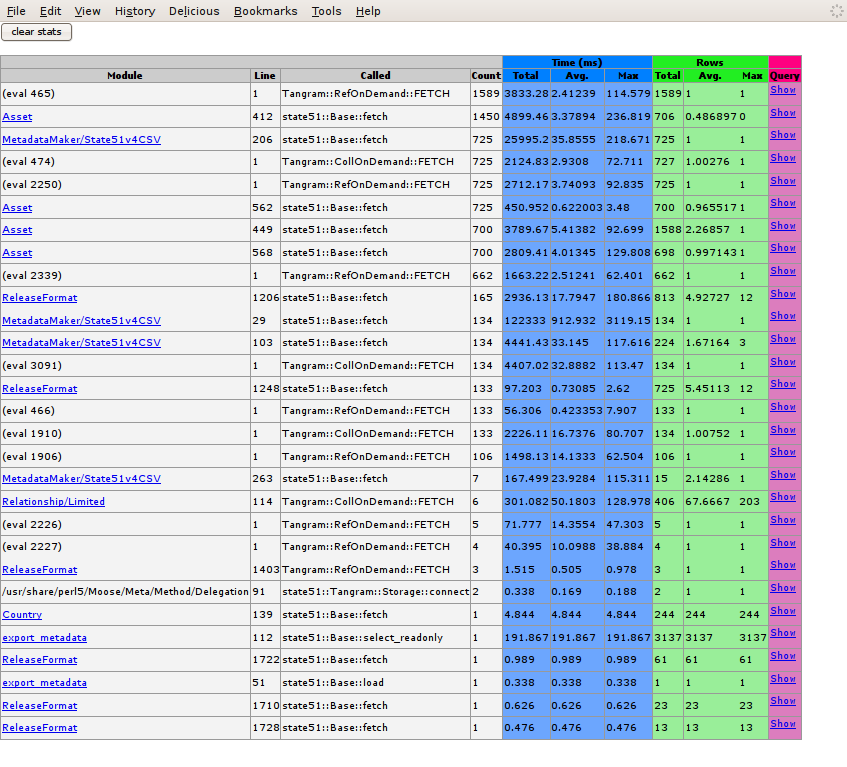 File Edit View History Delicious Bookmarks Tools Help
clear stats
Time (ms) Rows
Module Line Called Count Total Avg. Max Total Avg. Max Query
(eval 465) 1 Tangram::RefOnDemand::FETCH 1589 3833.28 2.41239 114.579 1589 1 1 Show
Asset 412 state51::Base::fetch 1450 4899.46 3.37894 236.819 706 0.486897 0 Show
MetadataMaker/State51v4CSV 206 state51::Base::fetch 725 25995.2 35.8555 218.671 725 1 1 Show
(eval 474) 1 Tangram::CollOnDemand::FETCH 725 2124.83 2.9308 72.711 727 1.00276 1 Show
(eval 2250) 1 Tangram::RefOnDemand::FETCH 725 2712.17 3.74093 92.835 725 1 1 Show
Asset 562 state51::Base::fetch 725 450.952 0.622003 3.48 700 0.965517 1 Show
Asset 449 state51::Base::fetch 700 3789.67 5.41382 92.699 1588 2.26857 1 Show
Asset 568 state51::Base::fetch 700 2809.41 4.01345 129.808 698 0.997143 1 Show
(eval 2339) 1 Tangram::RefOnDemand::FETCH 662 1663.22 2.51241 62.401 662 1 1 Show
ReleaseFormat 1206 state51::Base::fetch 165 2936.13 17.7947 180.866 813 4.92727 12 Show
MetadataMaker/State51v4CSV 29 state51::Base::fetch 134 122333 912.932 3119.15 134 1 1 Show
MetadataMaker/State51v4CSV 103 state51::Base::fetch 134 4441.43 33.145 117.616 224 1.67164 3 Show
(eval 3091) 1 Tangram::CollOnDemand::FETCH 134 4407.02 32.8882 113.47 134 1 1 Show
ReleaseFormat 1248 state51::Base::fetch 133 97.203 0.73085 2.62 725 5.45113 12 Show
(eval 466) 1 Tangram::RefOnDemand::FETCH 133 56.306 0.423353 7.907 133 1 1 Show
(eval 1910) 1 Tangram::CollOnDemand::FETCH 133 2226.11 16.7376 80.707 134 1.00752 1 Show
(eval 1906) 1 Tangram::RefOnDemand::FETCH 106 1498.13 14.1333 62.504 106 1 1 Show
MetadataMaker/State51v4CSV 263 state51::Base::fetch 7 167.499 23.9284 115.311 15 2.14286 1 Show
Relationship/Limited 114 Tangram::CollOnDemand::FETCH 6 301.082 50.1803 128.978 406 67.6667 203 Show
(eval 2226) 1 Tangram::RefOnDemand::FETCH 5 71.777 14.3554 47.303 5 1 1 Show
(eval 2227) 1 Tangram::RefOnDemand::FETCH 4 40.395 10.0988 38.884 4 1 1 Show
ReleaseFormat 1403 Tangram::RefOnDemand::FETCH 3 1.515 0.505 0.978 3 1 1 Show
/usr/share/perl5/Moose/Meta/Method/Delegation 91 state51::Tangram::Storage::connect 2 0.338 0.169 0.188 2 1 1 Show
Country 139 state51::Base::fetch 1 4.844 4.844 4.844 244 244 244 Show
export_metadata 112 state51::Base::select_readonly 1 191.867 191.867 191.867 3137 3137 3137 Show
ReleaseFormat 1722 state51::Base::fetch 1 0.989 0.989 0.989 61 61 61 Show
export_metadata 51 state51::Base::load 1 0.338 0.338 0.338 1 1 1 Show
ReleaseFormat 1710 state51::Base::fetch 1 0.626 0.626 0.626 23 23 23 Show
ReleaseFormat 1728 state51::Base::fetch 1 0.476 0.476 0.476 13 13 13 Show